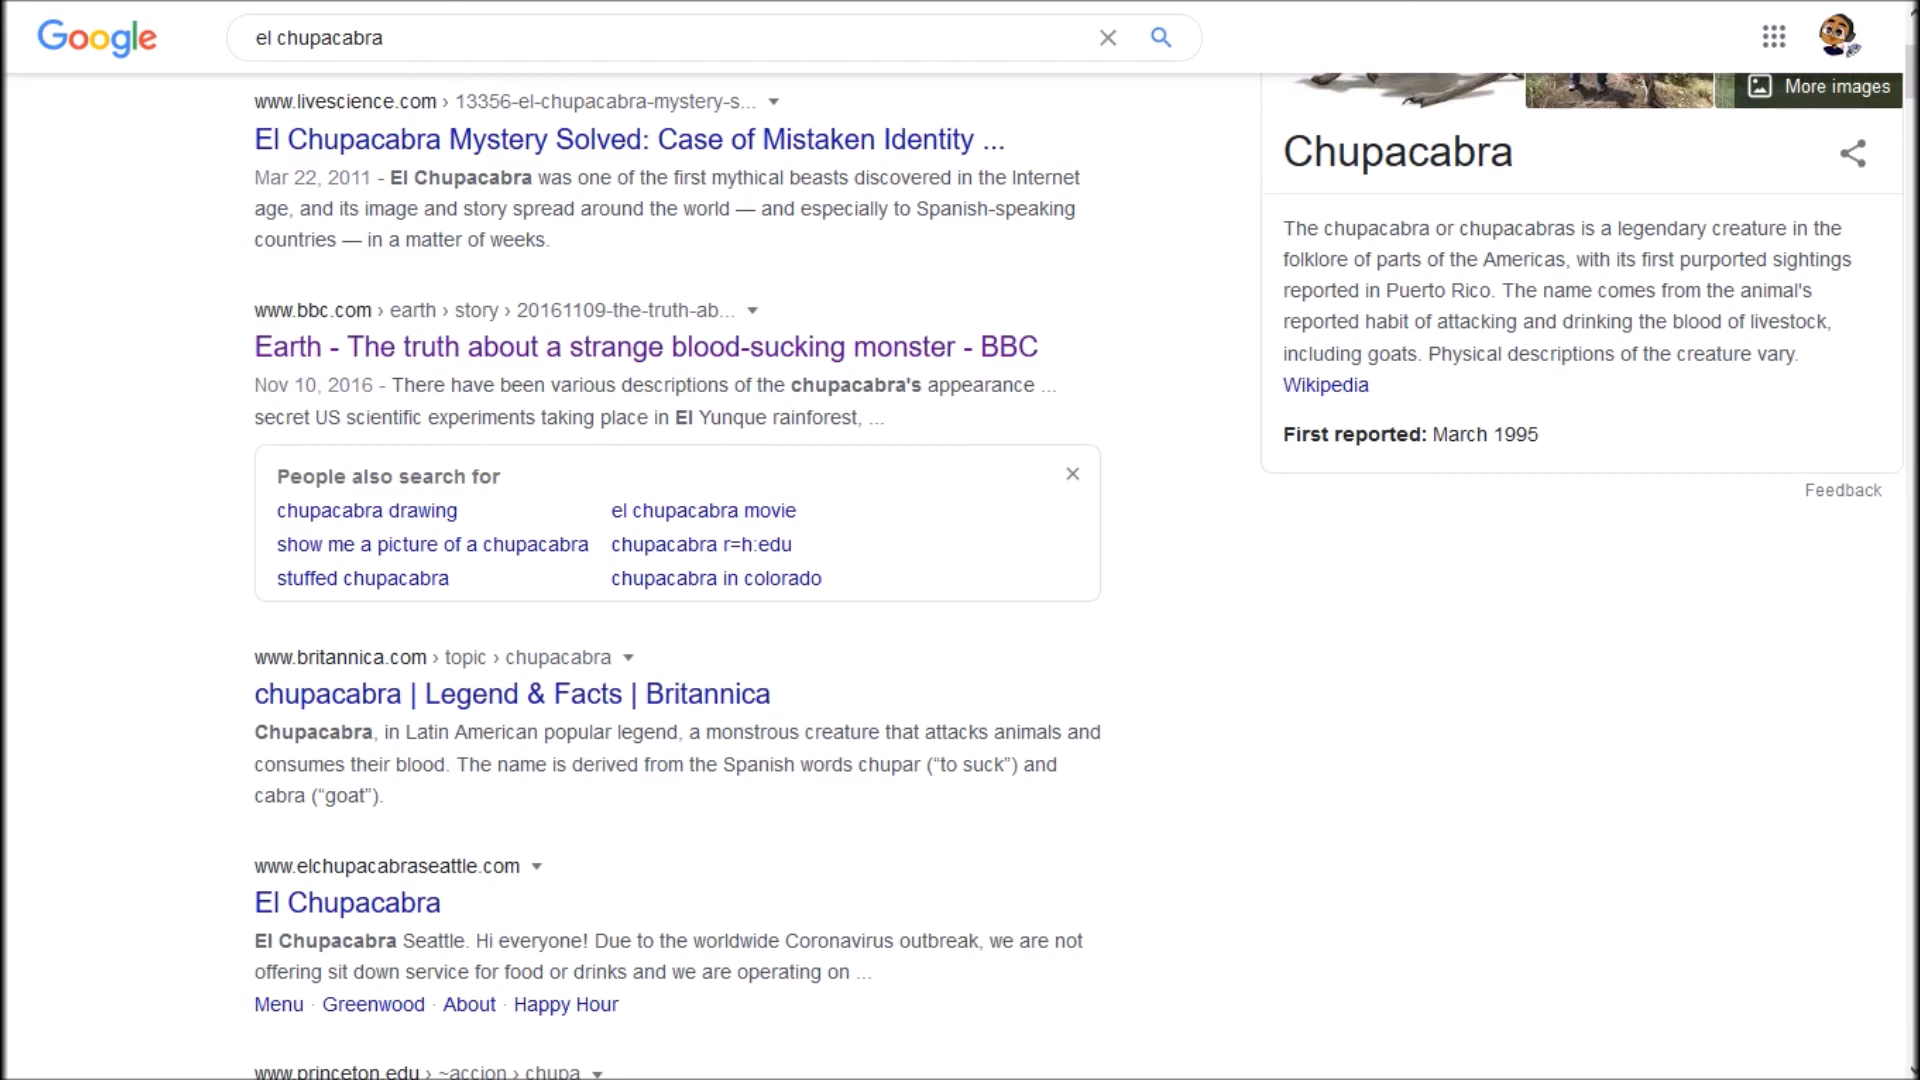 Google
el chupacabra
www.livescience.com › 13356-el-chupacabra-mystery-s...
El Chupacabra Mystery Solved: Case of Mistaken Identity ...
Mar 22, 2011 - El Chupacabra was one of the first mythical beasts discovered in the Internet
age, and its image and story spread around the world — and especially to Spanish-speaking
countries — in a matter of weeks.
www.bbc.com › earth › story › 20161109-the-truth-ab...
Earth - The truth about a strange blood-sucking monster - BBC
Nov 10, 2016 - There have been various descriptions of the chupacabra's appearance ...
secret US scientific experiments taking place in El Yunque rainforest, ...
People also search for
chupacabra drawing
el chupacabra movie
show me a picture of a chupacabra
chupacabra r=h:edu
stuffed chupacabra
chupacabra in colorado
www.britannica.com › topic › chupacabra
chupacabra | Legend & Facts | Britannica
Chupacabra, in Latin American popular legend, a monstrous creature that attacks animals and
consumes their blood. The name is derived from the Spanish words chupar (“to suck”) and
cabra (“goat”).
www.elchupacabraseattle.com
El Chupacabra
El Chupacabra Seattle. Hi everyone! Due to the worldwide Coronavirus outbreak, we are not
offering sit down service for food or drinks and we are operating on ...
Menu · Greenwood · About · Happy Hour
www.princeton.edu › ~accion › chupa
More images
Chupacabra
The chupacabra or chupacabras is a legendary creature in the
folklore of parts of the Americas, with its first purported sightings
reported in Puerto Rico. The name comes from the animal's
reported habit of attacking and drinking the blood of livestock,
including goats. Physical descriptions of the creature vary.
Wikipedia
First reported: March 1995
Feedback